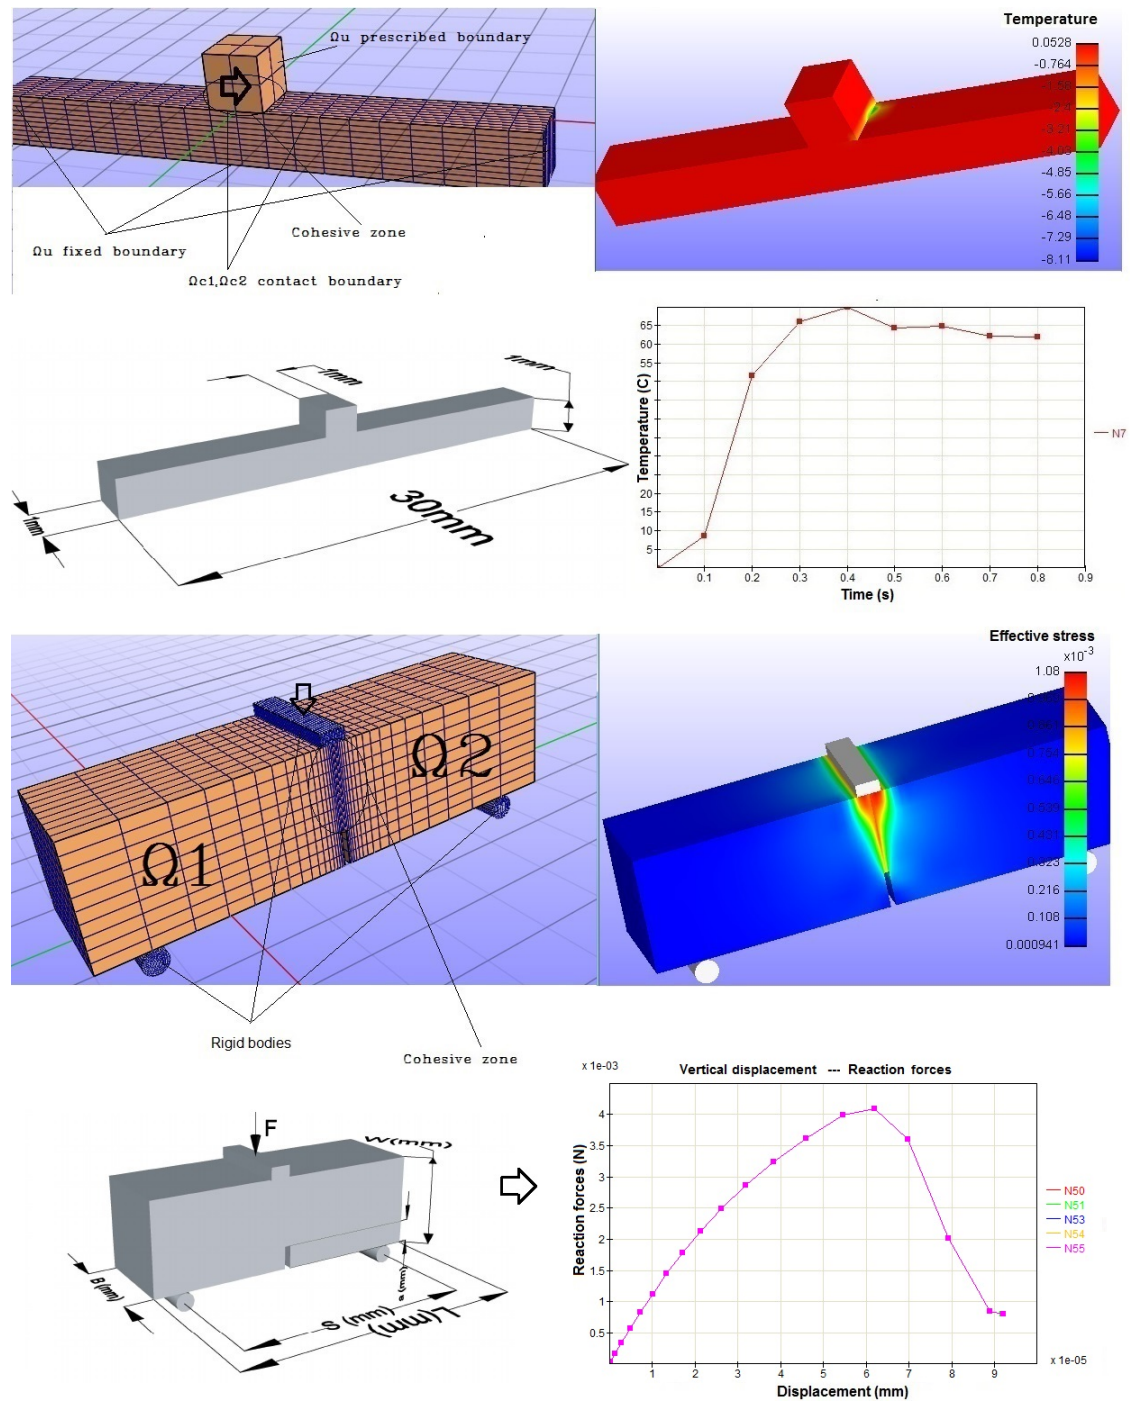 Ωu prescribed boundary
Cohesive zone
Ωu fixed boundary
Ωc1,Ωc2 contact boundary
Temperature
0.0528
-0.764
-3.21
-4.03
-4.85
-5.66
-6.48
-7.29
-8.11
1mm
1mm
1mm
30mm
Temperature (C)
65
60
55
20
15
10
5
0.1 0.2 0.3 0.4 0.5 0.6 0.7 0.8 0.9
Time (s)
N7
Ω1
Ω2
Rigid bodies
Cohesive zone
Effective stress
x10-3
1.08
0.216
0.108
0.000941
F
W(mm)
B(mm)
a (mm)
S (mm)
L(mm)
x 1e-03
Vertical displacement --- Reaction forces
Reaction forces (N)
4
3.5
3
2.5
2
1.5
1
0.5
1 2 3 4 5 6 7 8 9
x 1e-05
Displacement (mm)
N50
N51
N53
N54
N55